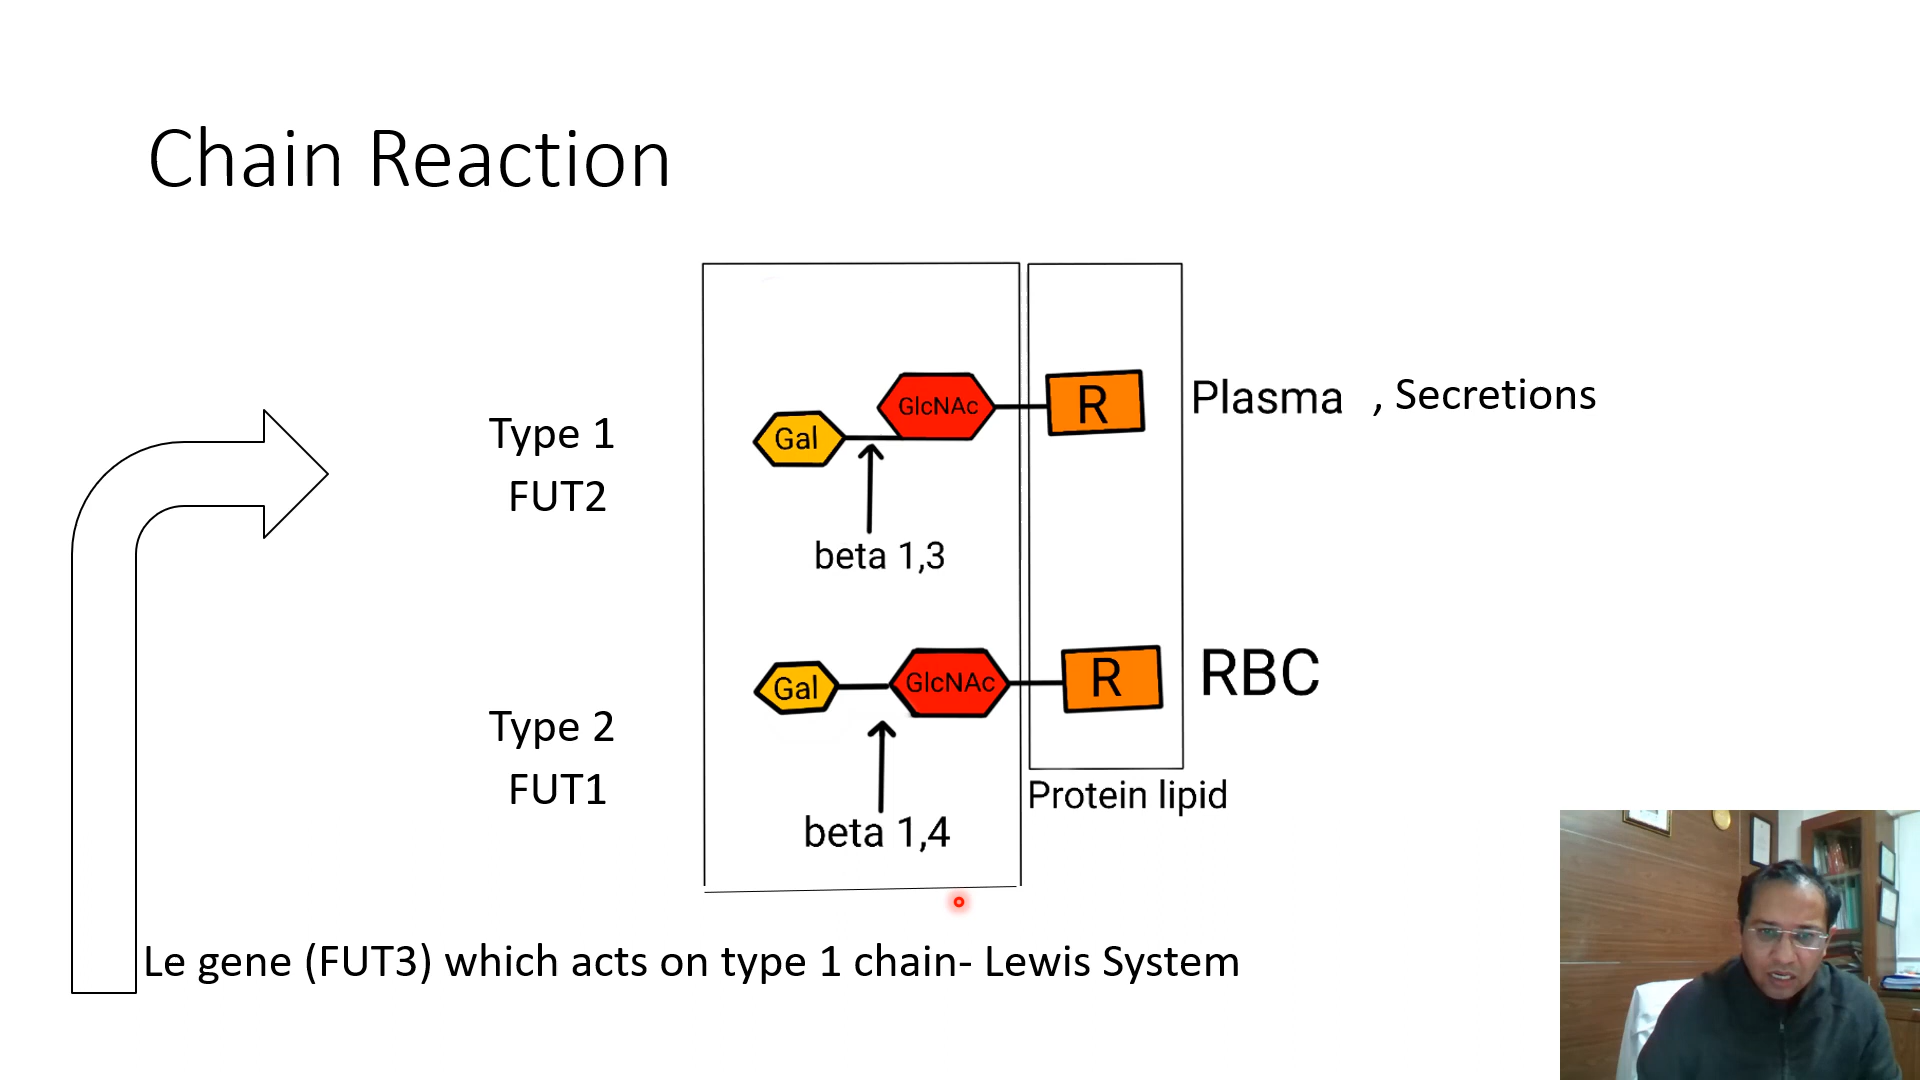 Chain Reaction
Type 1
FUT2
Gal
GlcNAc
R
Plasma , Secretions
beta 1,3
Type 2
FUT1
Gal
GlcNAc
R
RBC
beta 1,4
Protein lipid
Le gene (FUT3) which acts on type 1 chain- Lewis System